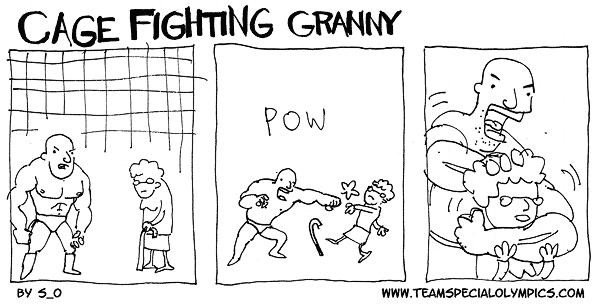 CAGE FIGHTING GRANNY
POW
BY S_O
WWW.TEAMSPECIALOLYMPICS.COM